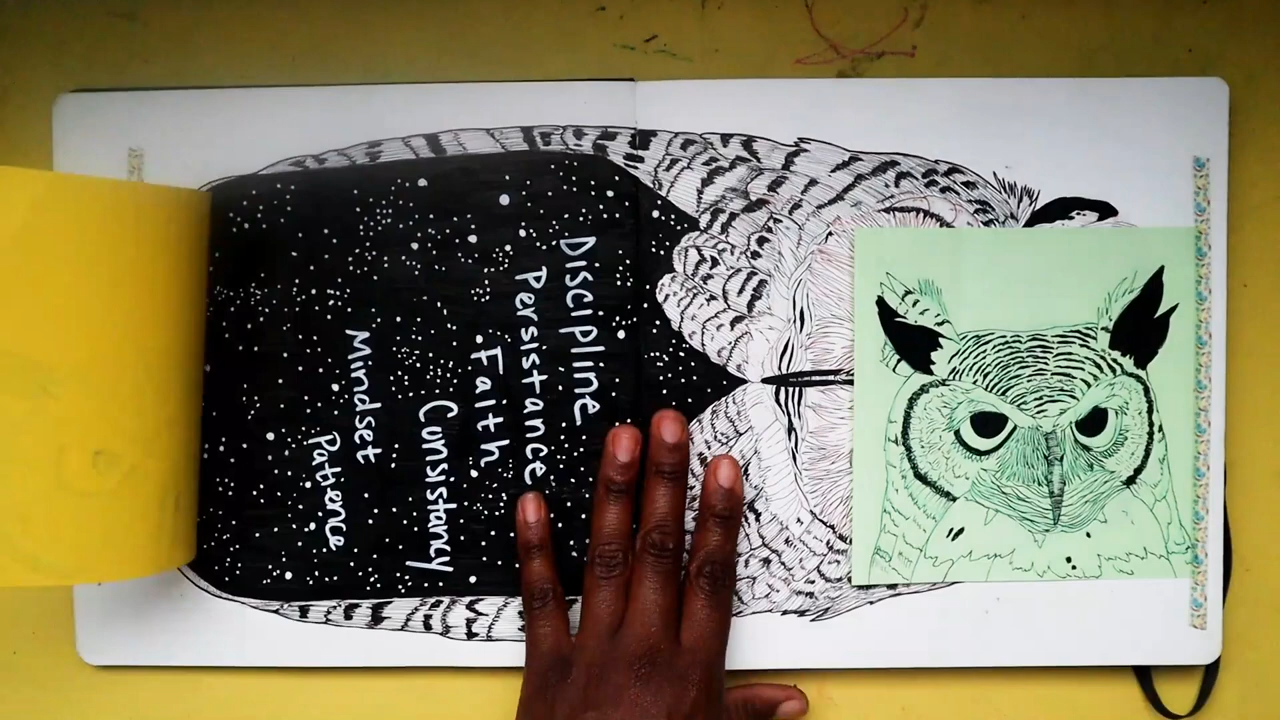 Discipline
Persistance
Faith
Consistancy
Mindset
Patience